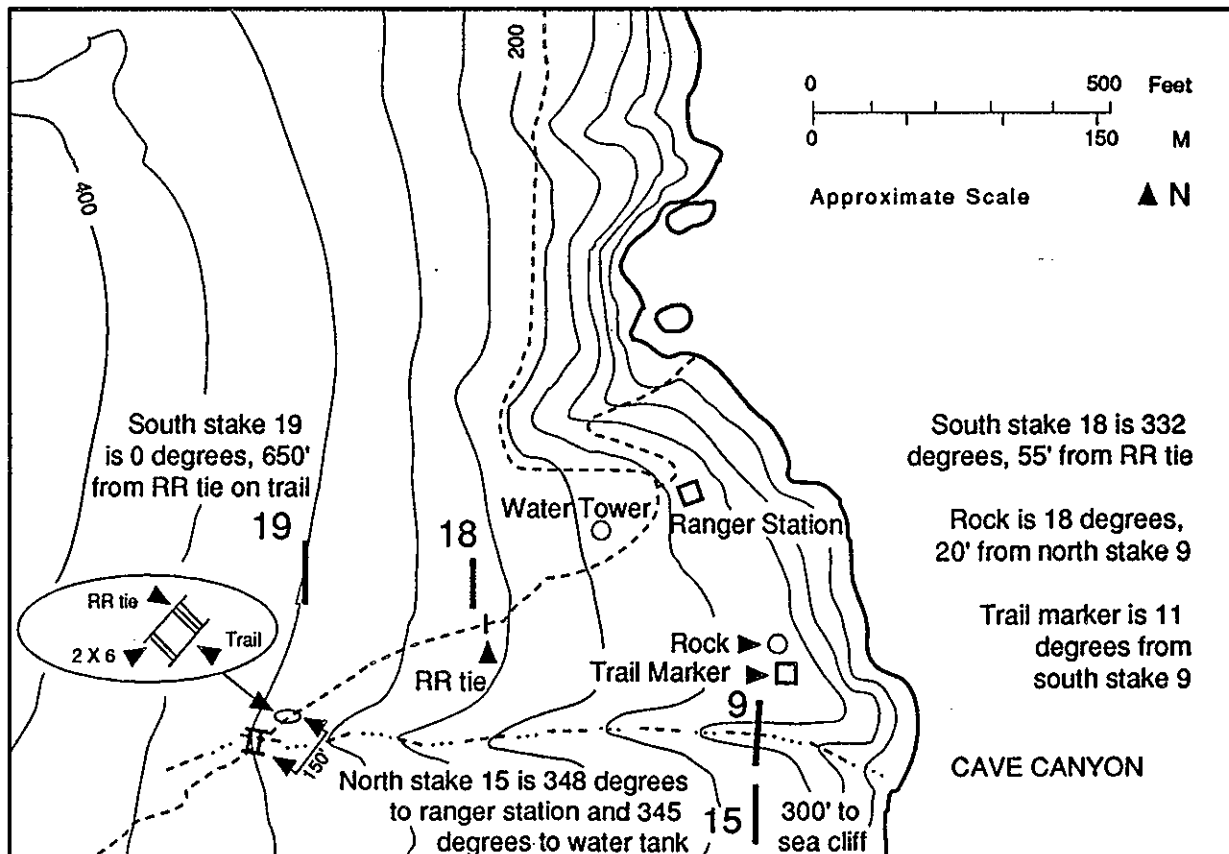 200
0 500 Feet
0 150 M
Approximate Scale ▲ N
400
South stake 19
is 0 degrees, 650'
from RR tie on trail
19
18
Water Tower
Ranger Station
South stake 18 is 332
degrees, 55' from RR tie
Rock is 18 degrees,
20' from north stake 9
Trail marker is 11
degrees from
south stake 9
RR tie
2 X 6
Trail
RR tie
Rock
Trail Marker
9
150'
North stake 15 is 348 degrees
to ranger station and 345
degrees to water tank
15
300' to
sea cliff
CAVE CANYON